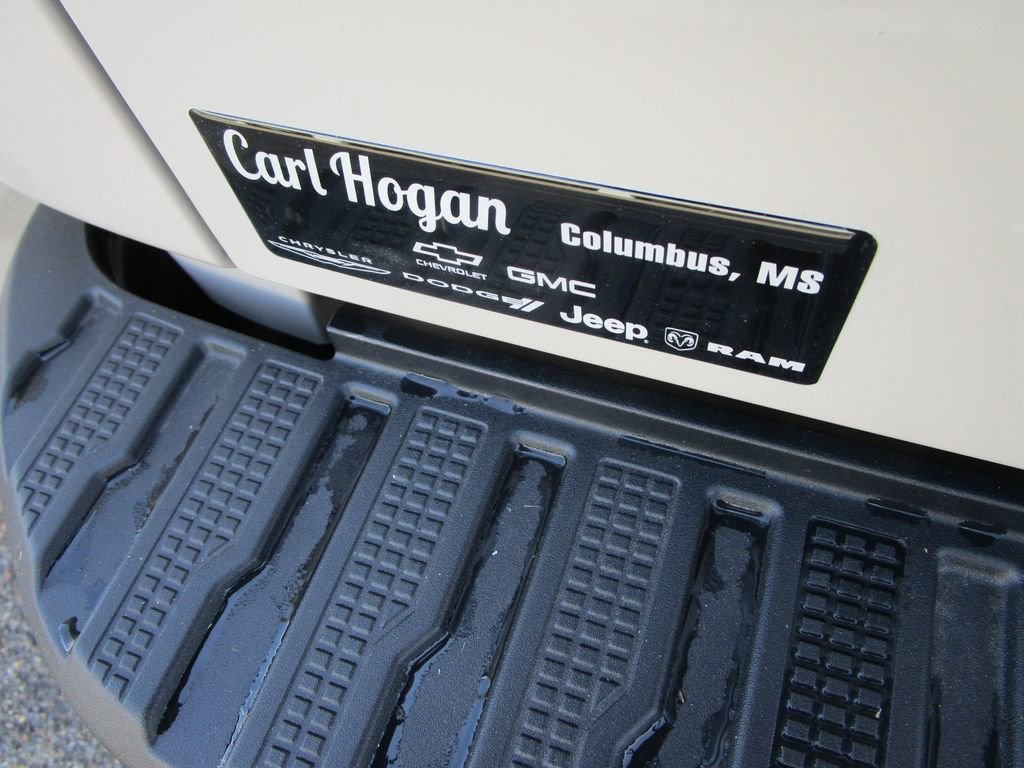 Carl Hogan
Columbus, MS
CHRYSLER
CHEVROLET
GMC
DODGE
Jeep
RAM